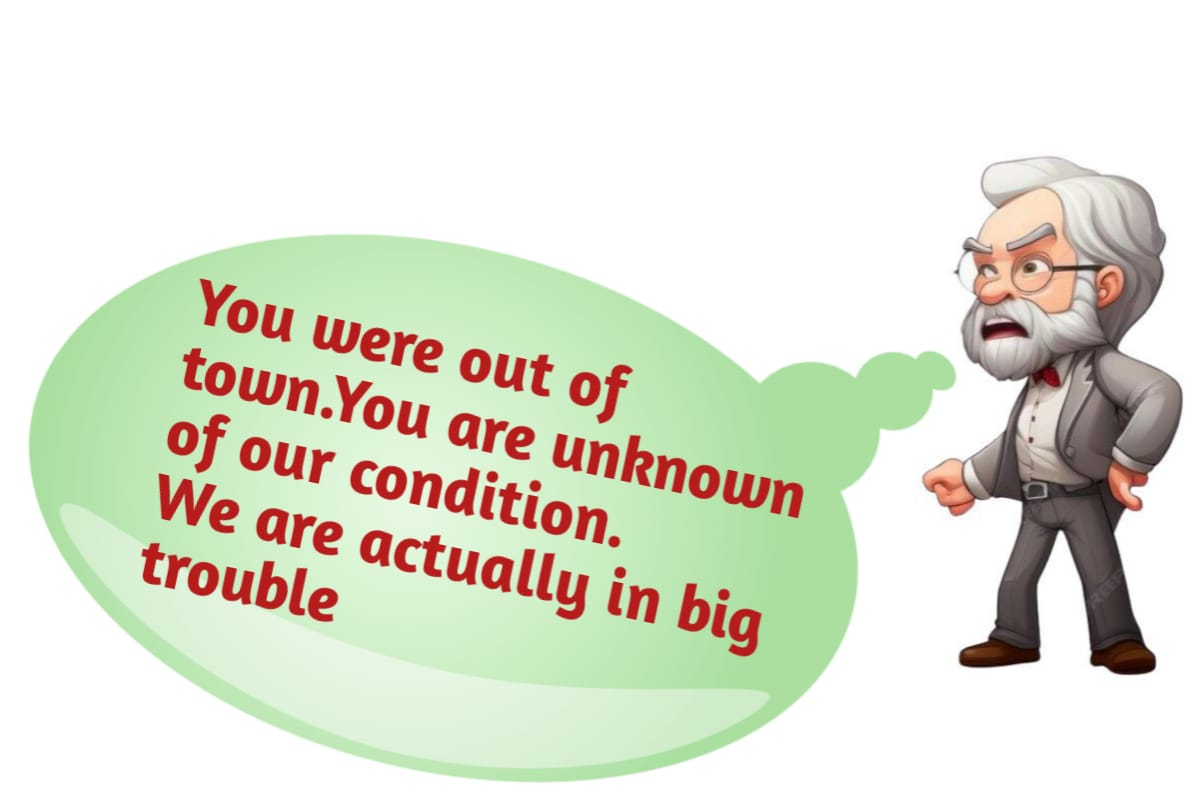 You were out of
town.You are unknown
of our condition.
We are actually in big
trouble